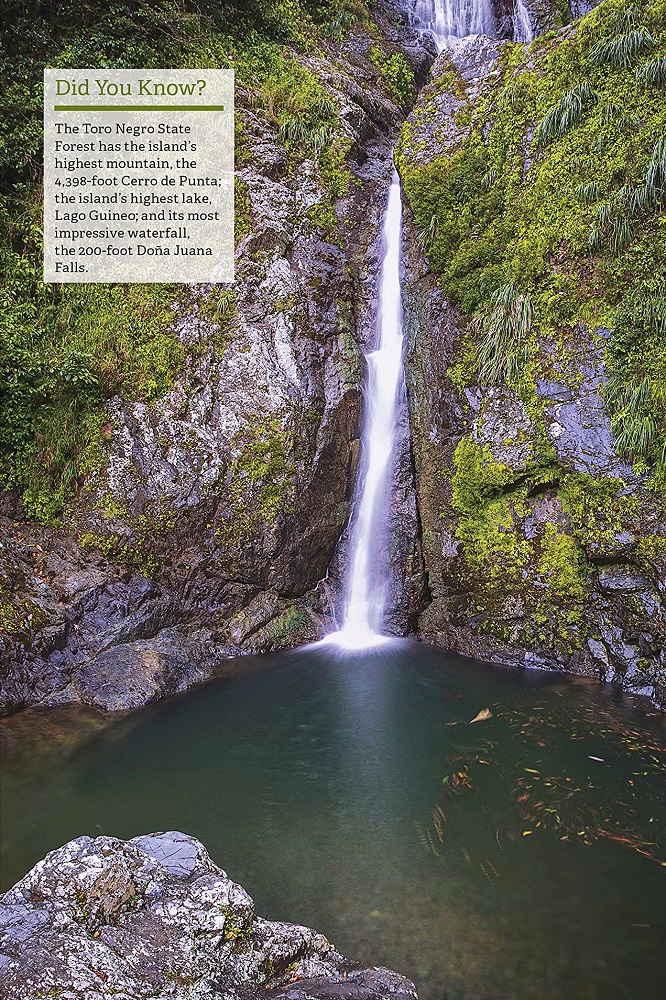 Did You Know?
The Toro Negro State
Forest has the island's
highest mountain, the
4,398-foot Cerro de Punta;
the island's highest lake,
Lago Guineo; and its most
impressive waterfall,
the 200-foot Doña Juana
Falls.